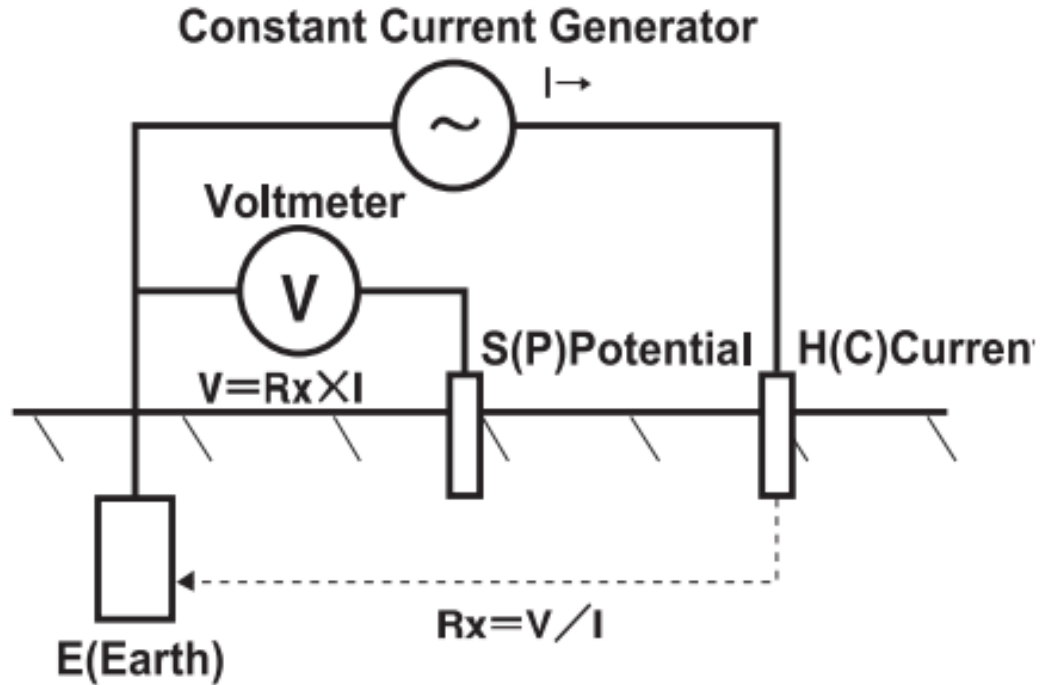 Constant Current Generator
I→
~
Voltmeter
V
S(P)Potential
H(C)Curren
V=Rx×I
Rx=V/I
E(Earth)